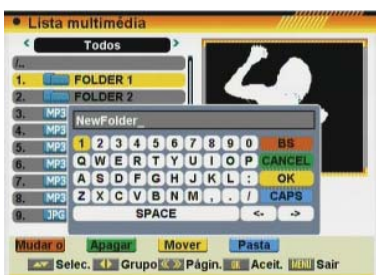 Lista multimédia
Todos
/..
1. FOLDER 1
2. FOLDER 2
3. MP3
4. MP3
5. MP3
6. MP3
7. MP3
8. MP3
9. JPG
NewFolder_
1 2 3 4 5 6 7 8 9 0 BS
Q W E R T Y U I O P CANCEL
A S D F G H J K L : OK
Z X C V B N M , . / CAPS
SPACE <- ->
Mudar o Apagar Mover Pasta
Selec. Grupo Págin. OK Aceit. MENU Sair